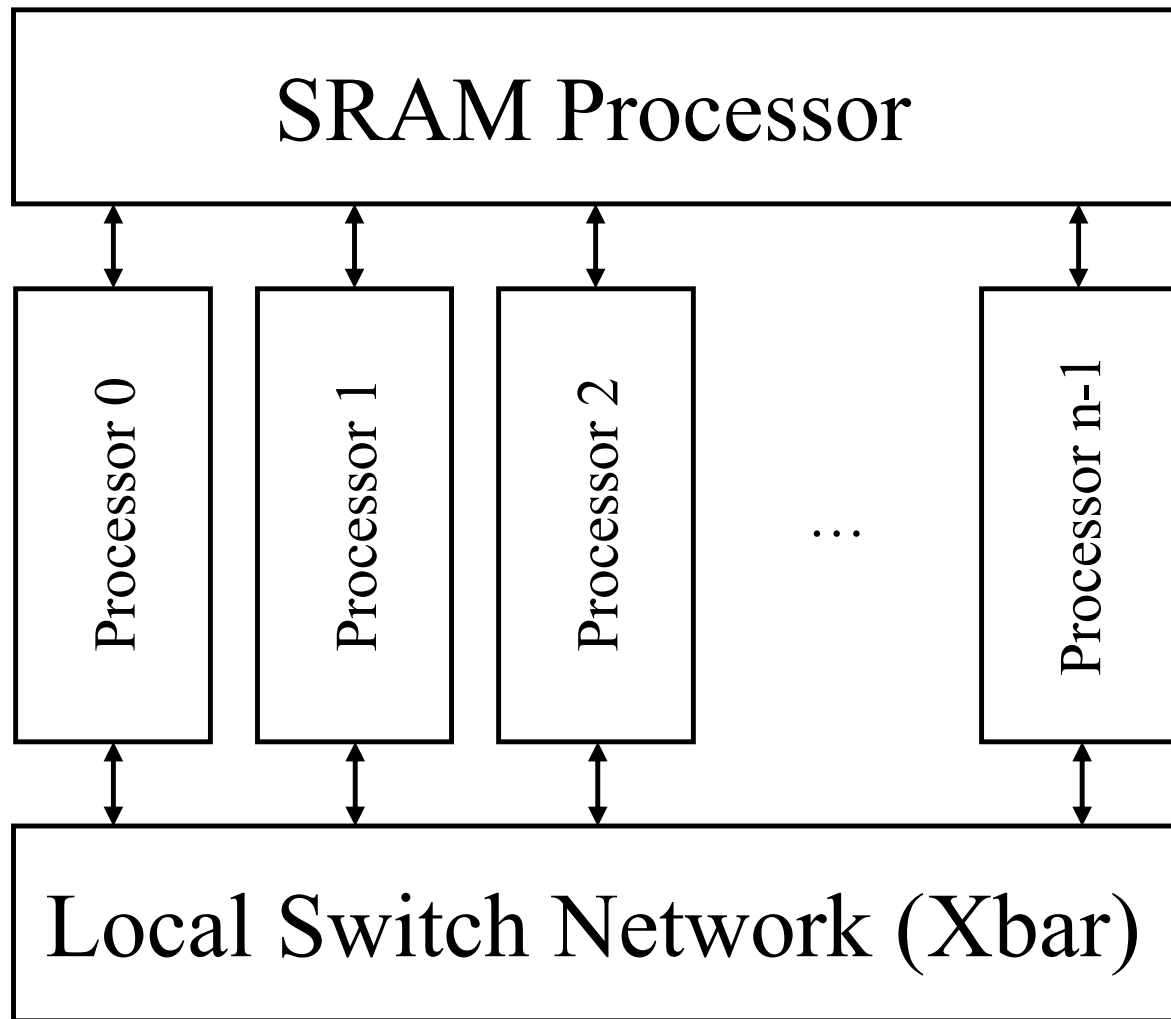 SRAM Processor
Processor 0
Processor 1
Processor 2
...
Processor n-1
Local Switch Network (Xbar)